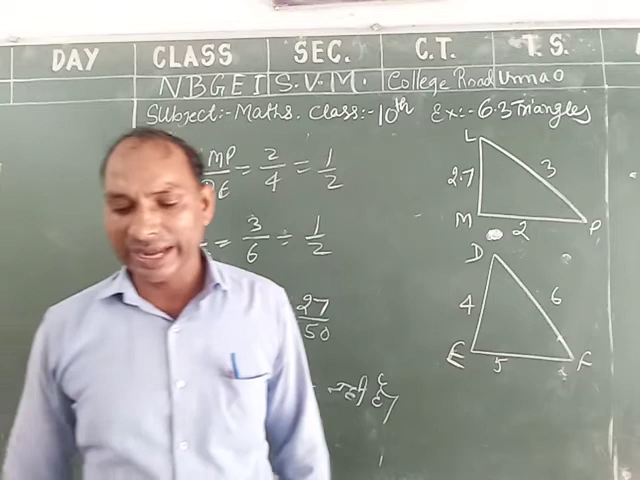 DAY CLASS SEC. C.T. T.S.
NBGEI S.V.M. College Road Unnao
Subject:- Maths. Class:-10th Ex:- 6.3 Triangles
MP/DE = 2/4 = 1/2
= 3/6 = 1/2
27/50
नहीं है
L
2.7 3
M 2 P
D
4 6
E 5 F